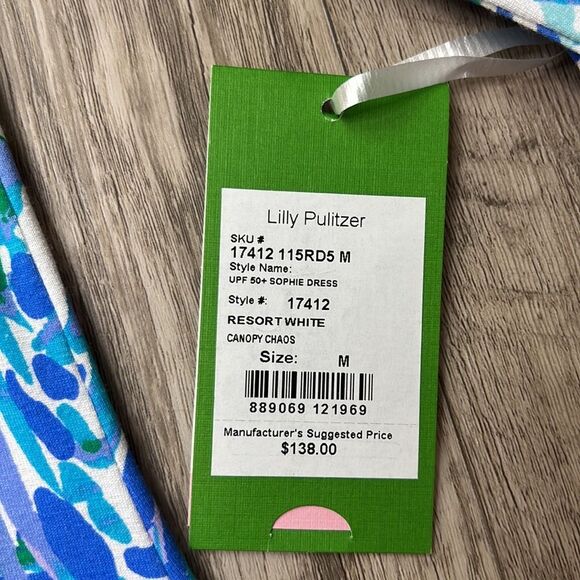 Lilly Pulitzer
SKU #
17412 115RD5 M
Style Name:
UPF 50+ SOPHIE DRESS
Style #: 17412
RESORT WHITE
CANOPY CHAOS
Size: M
889069 121969
Manufacturer's Suggested Price
$138.00